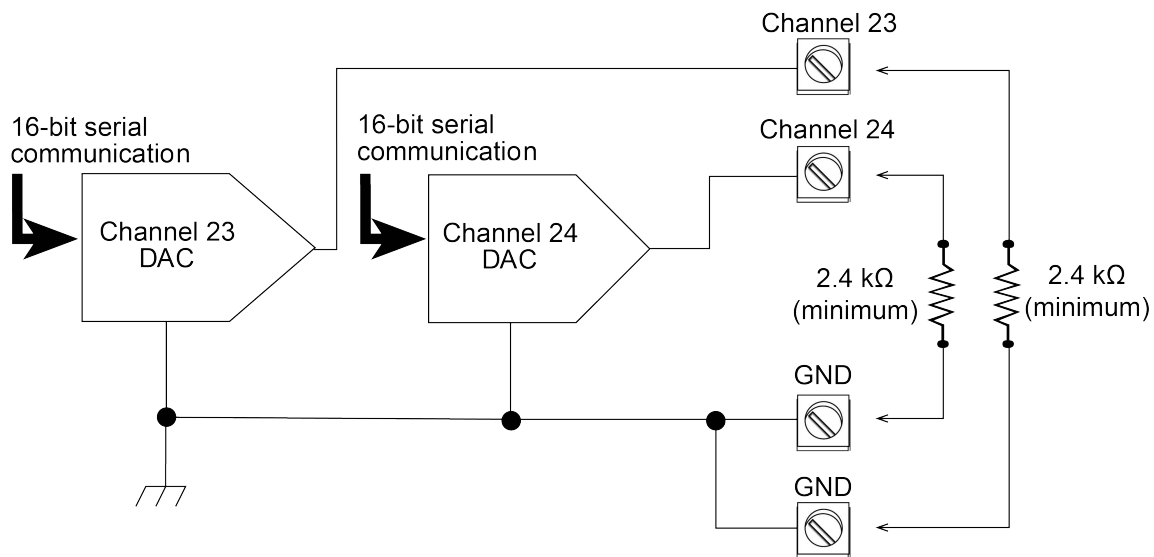 Channel 23
Channel 24
16-bit serial
communication
16-bit serial
communication
Channel 23
DAC
Channel 24
DAC
2.4 kΩ
(minimum)
2.4 kΩ
(minimum)
GND
GND